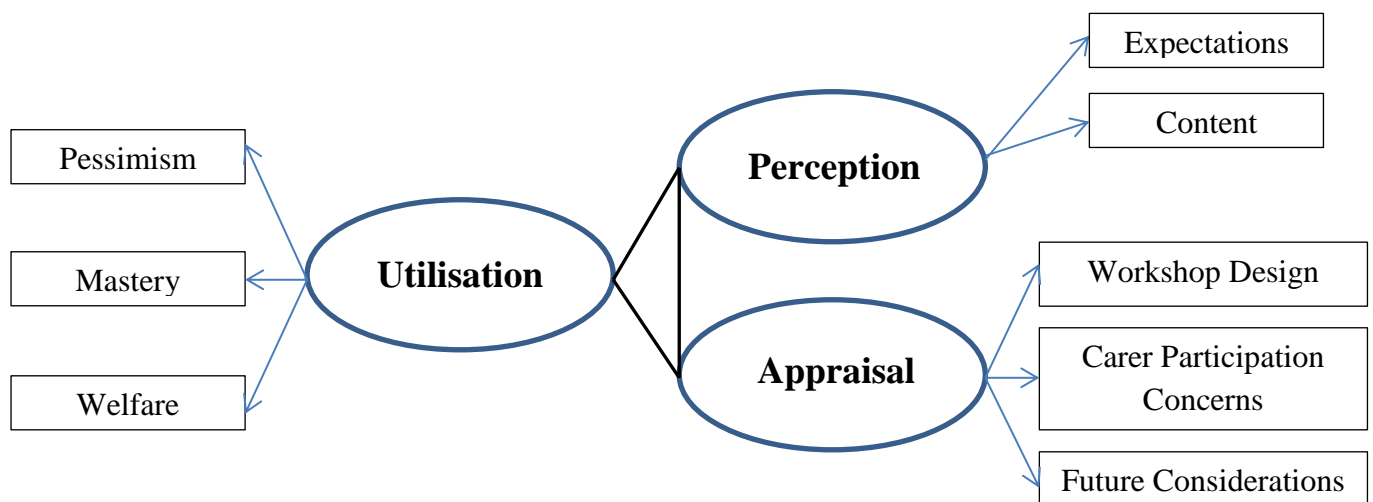 Pessimism
Mastery
Welfare
Utilisation
Perception
Appraisal
Expectations
Content
Workshop Design
Carer Participation
Concerns
Future Considerations